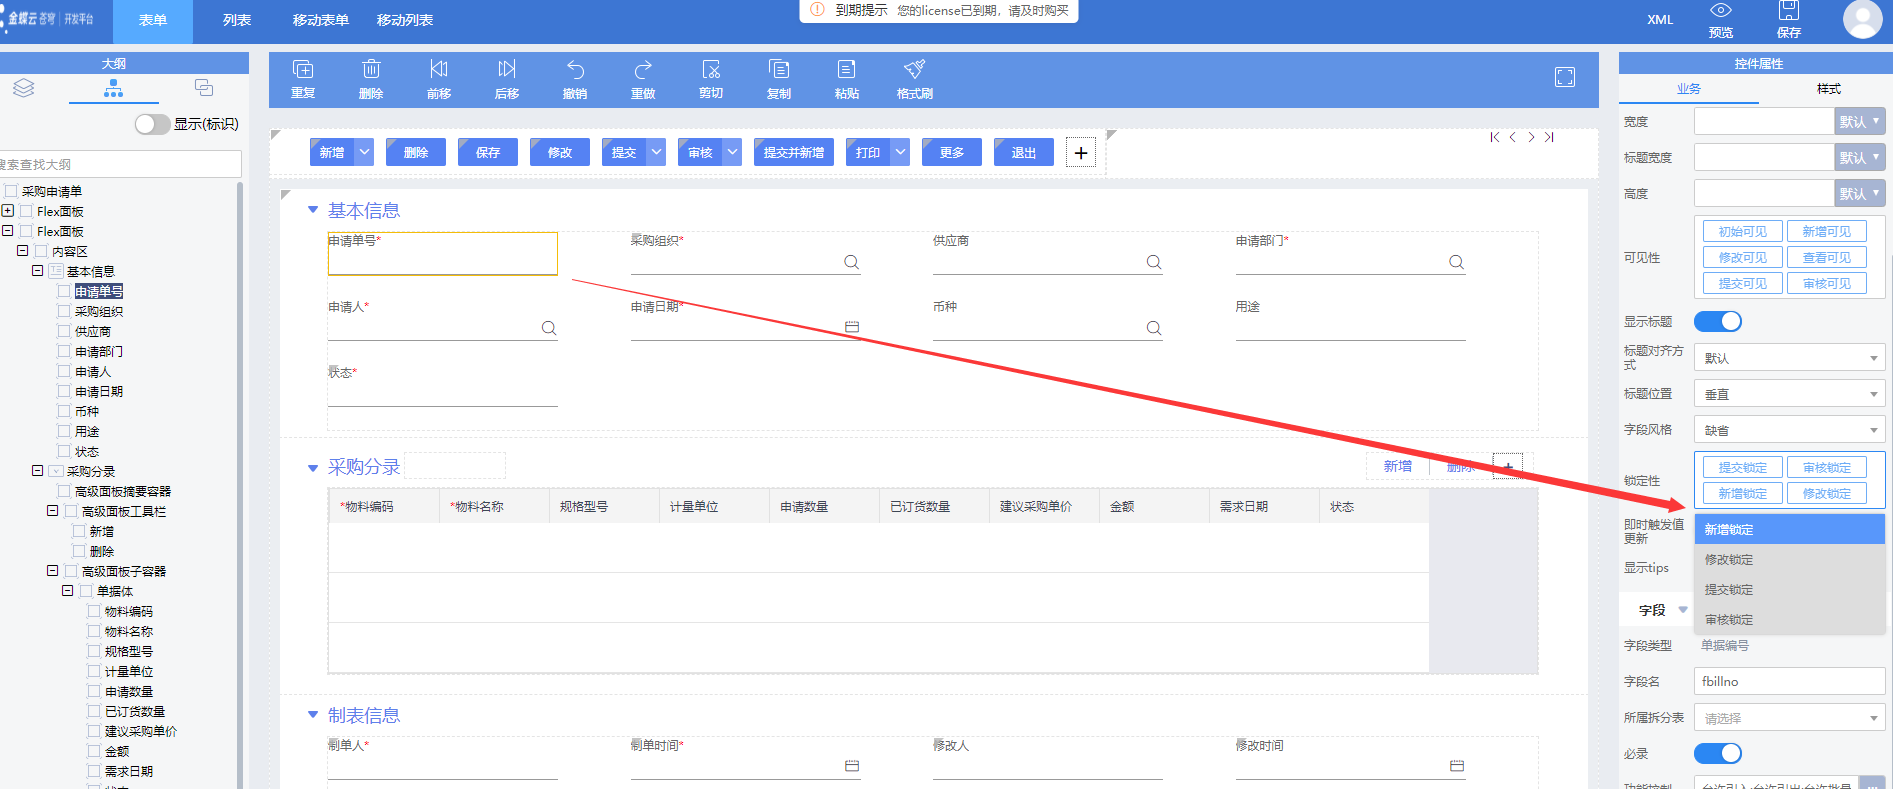 金蝶云 苍穹 | 开发平台
表单
列表
移动表单
移动列表
到期提示 您的license已到期，请及时购买
XML
预览
保存
大纲
显示(标识)
搜索查找大纲
采购申请单
Flex面板
Flex面板
内容区
基本信息
申请单号
采购组织
供应商
申请部门
申请人
申请日期
币种
用途
状态
采购分录
高级面板摘要容器
高级面板工具栏
新增
删除
高级面板子容器
单据体
物料编码
物料名称
规格型号
计量单位
申请数量
已订货数量
建议采购单价
金额
需求日期
状态
重复
删除
前移
后移
撤销
重做
剪切
复制
粘贴
格式刷
新增
删除
保存
修改
提交
审核
提交并新增
打印
更多
退出
基本信息
申请单号*
采购组织*
供应商
申请部门*
申请人*
申请日期*
币种
用途
状态*
采购分录
新增
删除
*物料编码
*物料名称
规格型号
计量单位
申请数量
已订货数量
建议采购单价
金额
需求日期
状态
制表信息
制单人*
制单时间*
修改人
修改时间
控件属性
业务
样式
宽度
默认
标题宽度
默认
高度
默认
可见性
初始可见
新增可见
修改可见
查看可见
提交可见
审核可见
显示标题
标题对齐方式
默认
标题位置
垂直
字段风格
缺省
锁定性
提交锁定
审核锁定
新增锁定
修改锁定
即时触发值更新
新增锁定
修改锁定
提交锁定
审核锁定
显示tips
字段
字段类型
单据编号
字段名
fbillno
所属拆分表
请选择
必录
功能控制
允许引入;允许引出;允许批量